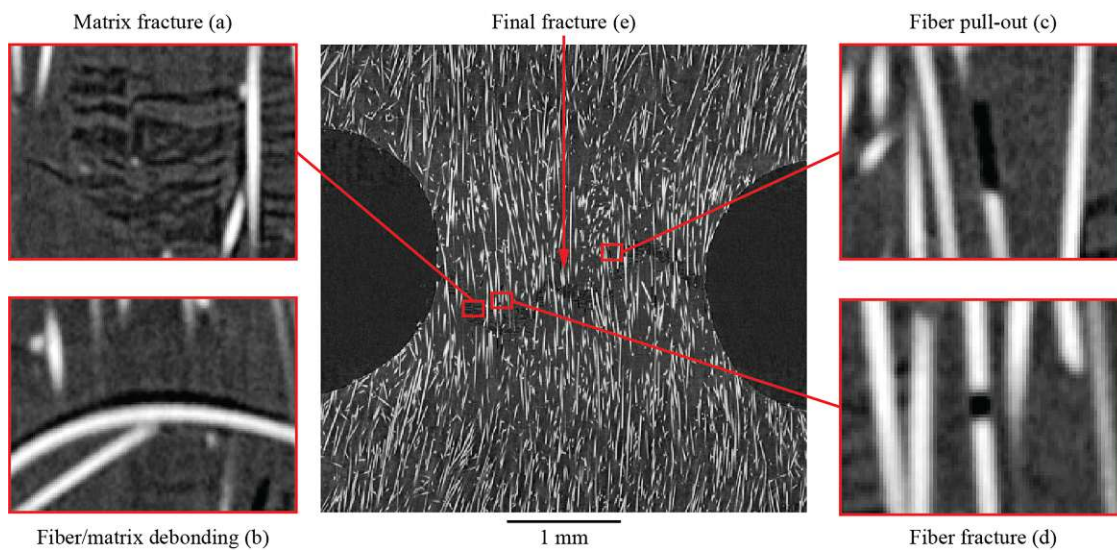 Matrix fracture (a)
Final fracture (e)
Fiber pull-out (c)
Fiber/matrix debonding (b)
1 mm
Fiber fracture (d)